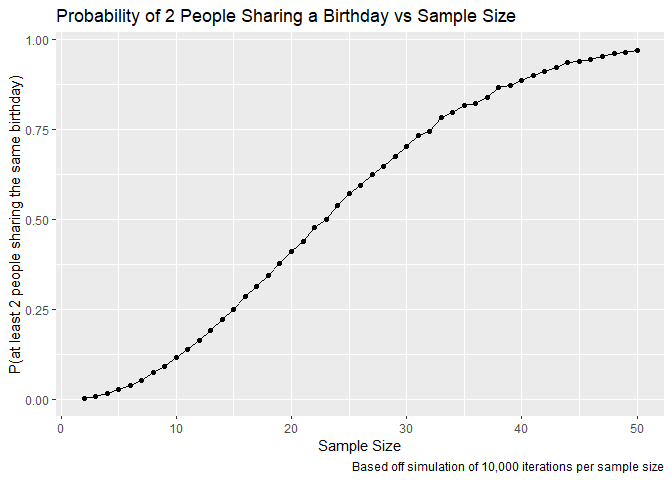 Probability of 2 People Sharing a Birthday vs Sample Size
P(at least 2 people sharing the same birthday)
1.00
0.75
0.50
0.25
0.00
0 10 20 30 40 50
Sample Size
Based off simulation of 10,000 iterations per sample size